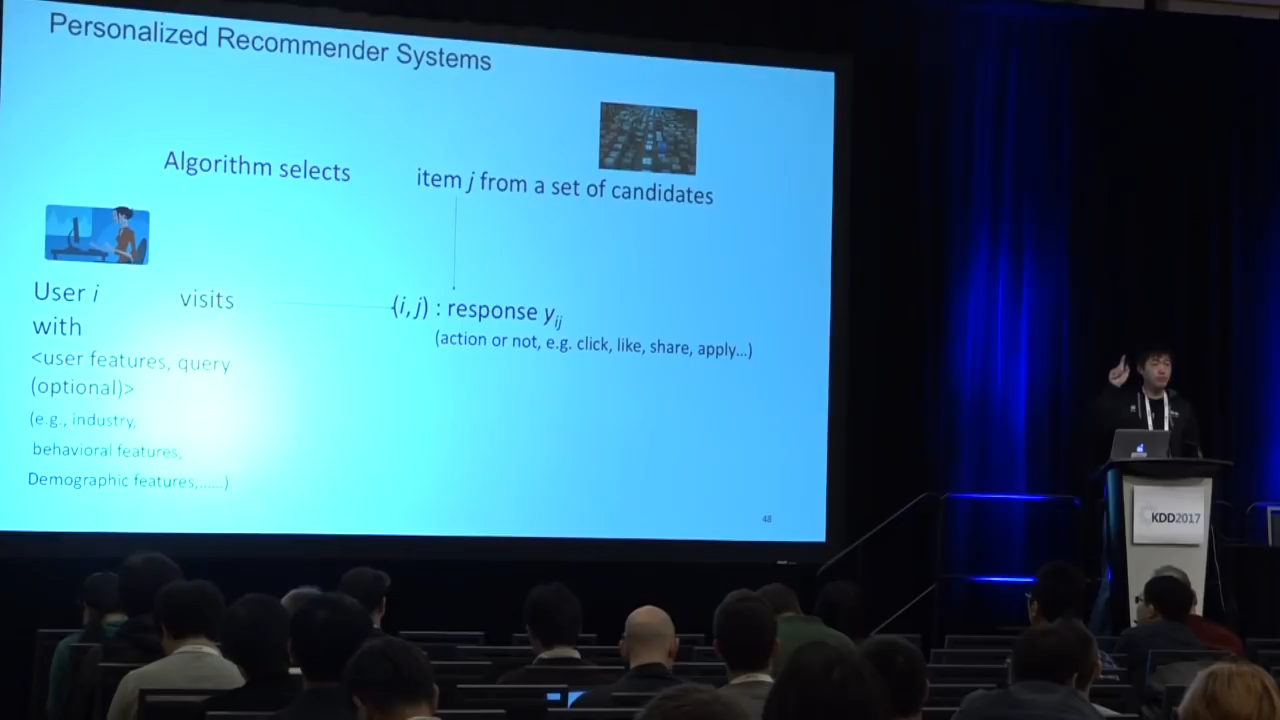 Personalized Recommender Systems
Algorithm selects
item j from a set of candidates
User i visits
with
(i,j) : response yij
(action or not, e.g. click, like, share, apply...)
<user features, query
(optional)>
(e.g., industry,
behavioral features,
Demographic features,......)
48
KDD2017